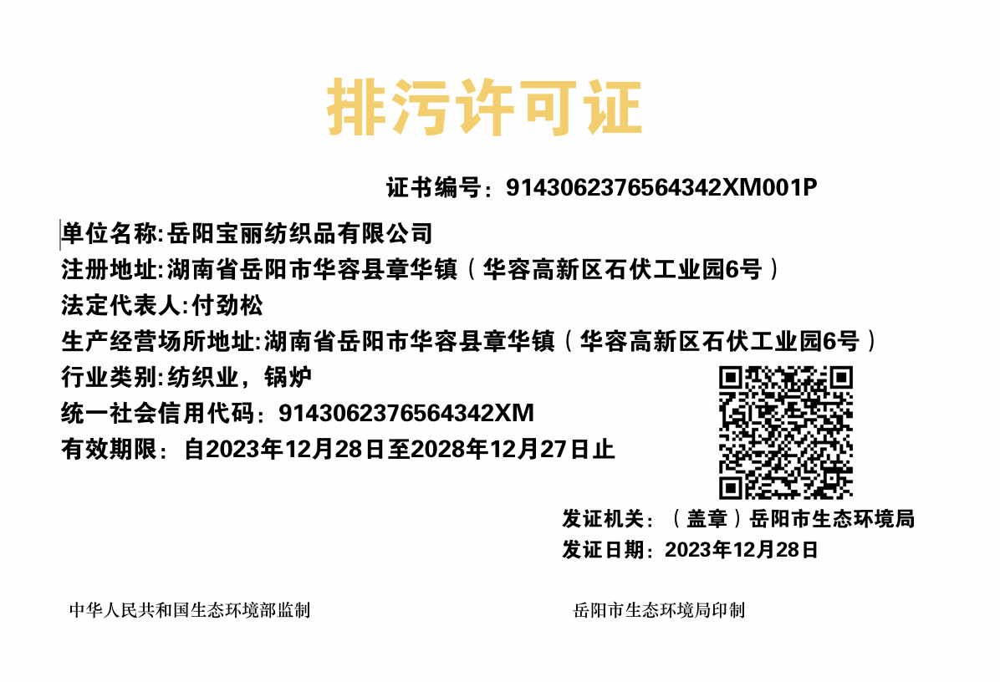 排污许可证
证书编号：9143062376564342XM001P
单位名称:岳阳宝丽纺织品有限公司
注册地址:湖南省岳阳市华容县章华镇（华容高新区石伏工业园6号）
法定代表人:付劲松
生产经营场所地址:湖南省岳阳市华容县章华镇（华容高新区石伏工业园6号）
行业类别:纺织业，锅炉
统一社会信用代码：9143062376564342XM
有效期限：自2023年12月28日至2028年12月27日止
发证机关：（盖章）岳阳市生态环境局
发证日期：2023年12月28日
中华人民共和国生态环境部监制
岳阳市生态环境局印制